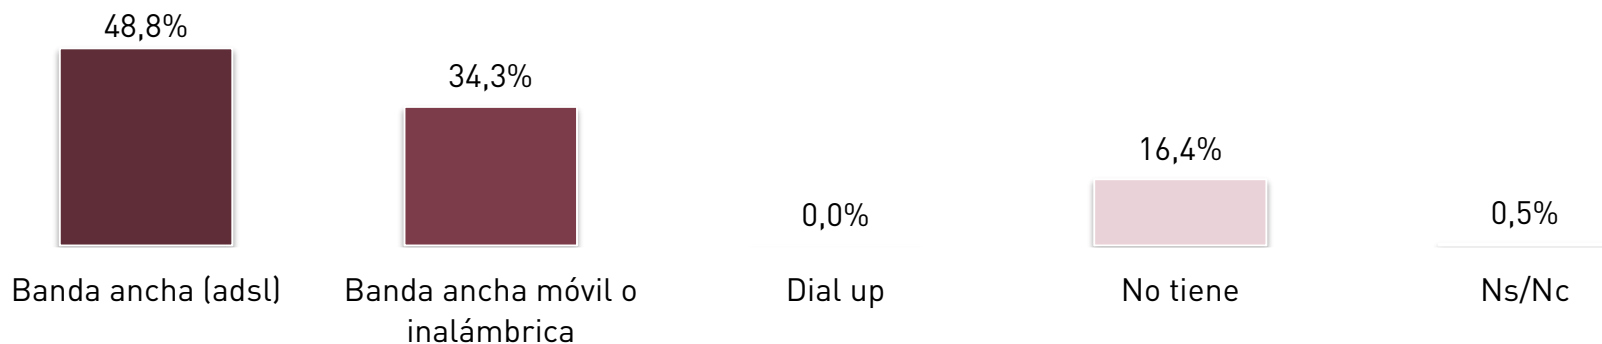 48,8%
34,3%
16,4%
0,0%
0,5%
Banda ancha (adsl)
Banda ancha móvil o
inalámbrica
Dial up
No tiene
Ns/Nc